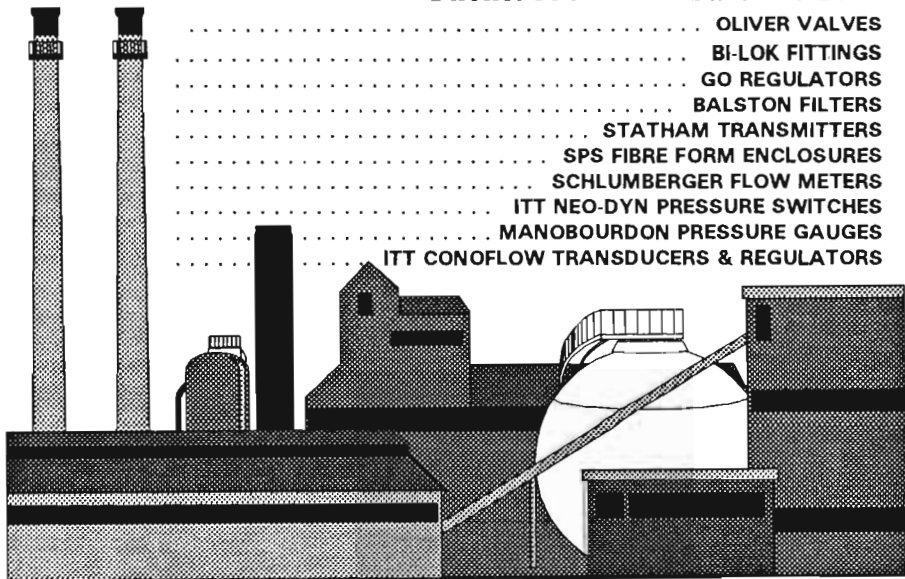 . . . . . . . . . . . . . . . . . . . . . . . . . . . . . . . . . . . . . . . . OLIVER VALVES
. . . . . . . . . . . . . . . . . . . . . . . . . . . . . . . . . . . . . . . BI-LOK FITTINGS
. . . . . . . . . . . . . . . . . . . . . . . . . . . . . . . . . . . . . . GO REGULATORS
. . . . . . . . . . . . . . . . . . . . . . . . . . . . . . . . . . . . . BALSTON FILTERS
. . . . . . . . . . . . . . . . . . . . . . . . . . . . . . . STATHAM TRANSMITTERS
. . . . . . . . . . . . . . . . . . . . . . . . . . . . . SPS FIBRE FORM ENCLOSURES
. . . . . . . . . . . . . . . . . . . . . . . . . . . . SCHLUMBERGER FLOW METERS
. . . . . . . . . . . . . . . . . . . . . . . . ITT NEO-DYN PRESSURE SWITCHES
. . . . . . . . . . . . . . . . . . . . . . . MANOBOURDON PRESSURE GAUGES
. . . . . . . . . . . . . . ITT CONOFLOW TRANSDUCERS & REGULATORS